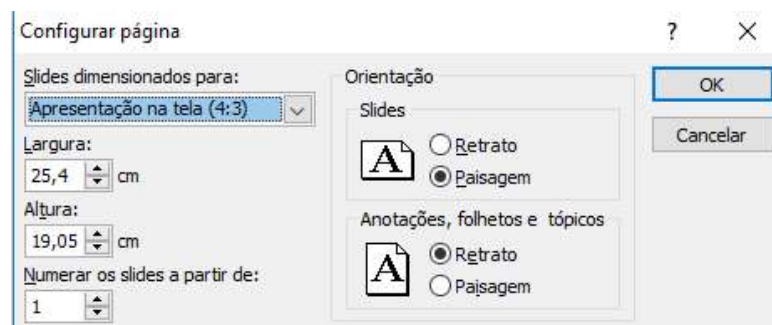 Configurar página
Slides dimensionados para:
Apresentação na tela (4:3)
Largura:
25,4 cm
Altura:
19,05 cm
Numerar os slides a partir de:
1
Orientação
Slides
A
Retrato
Paisagem
Anotações, folhetos e tópicos
A
Retrato
Paisagem
OK
Cancelar